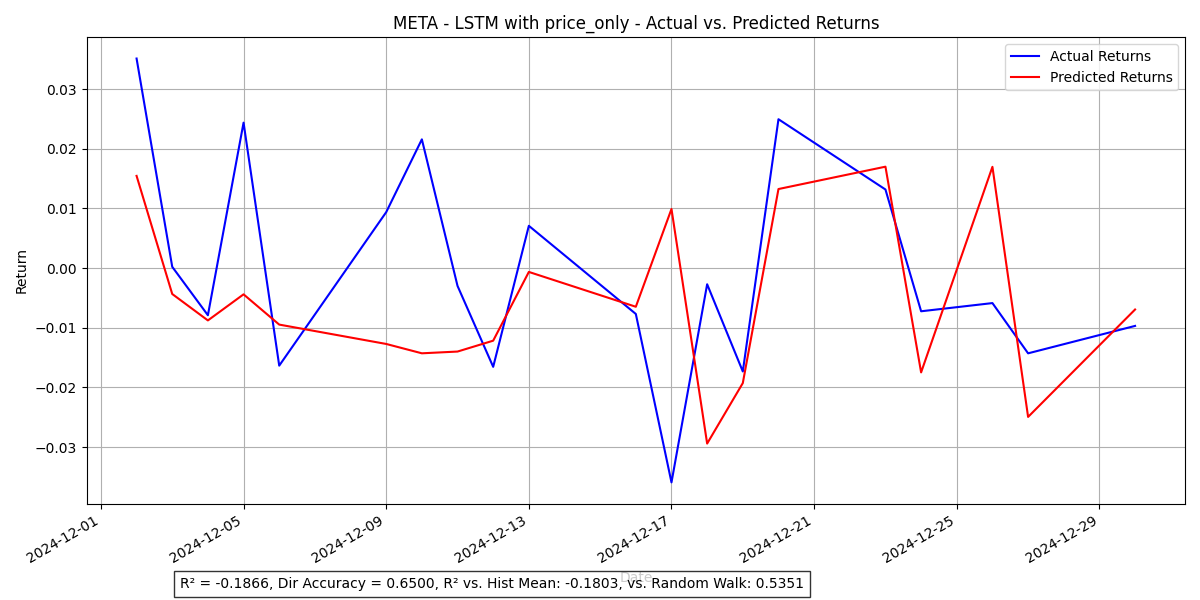 META - LSTM with price_only - Actual vs. Predicted Returns
Actual Returns
Predicted Returns
Return
0.03
0.02
0.01
0.00
−0.01
−0.02
−0.03
2024-12-01
2024-12-05
2024-12-09
2024-12-13
2024-12-17
2024-12-21
2024-12-25
2024-12-29
Date
R² = -0.1866, Dir Accuracy = 0.6500, R² vs. Hist Mean: -0.1803, vs. Random Walk: 0.5351